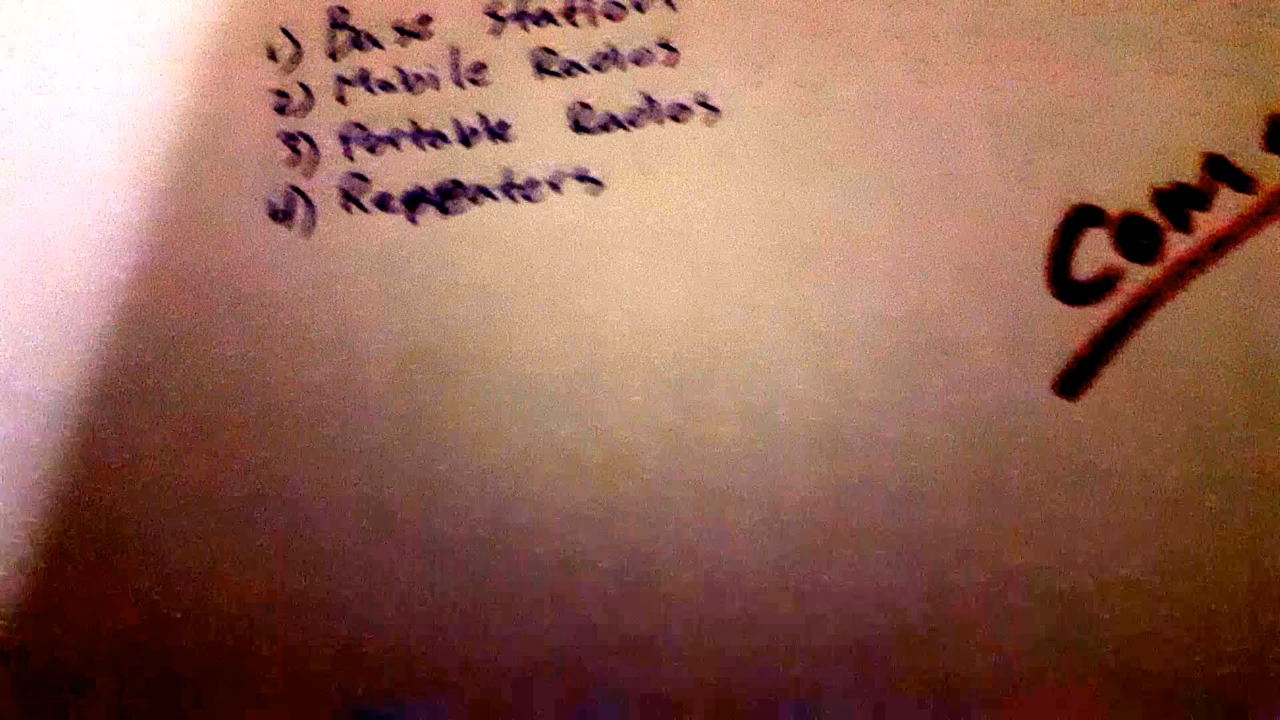 1) Base Station
2) Mobile Radios
3) Portable Radios
4) Repeaters
Com